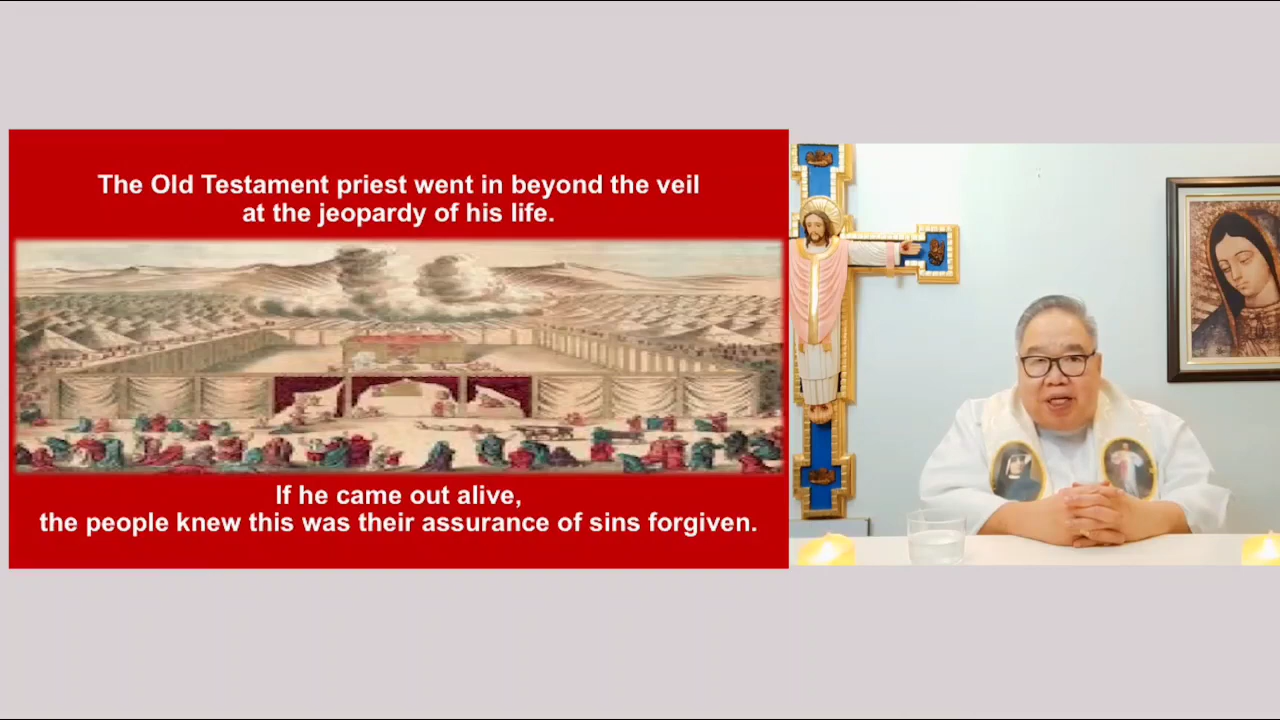 The Old Testament priest went in beyond the veil
at the jeopardy of his life.
If he came out alive,
the people knew this was their assurance of sins forgiven.